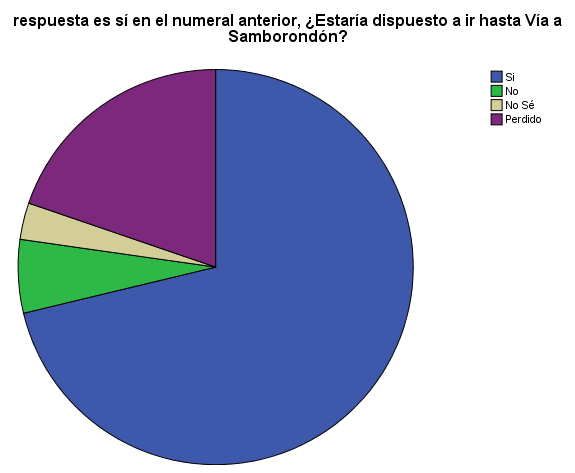 respuesta es sí en el numeral anterior, ¿Estaría dispuesto a ir hasta Vía a
Samborondón?
Si
No
No Sé
Perdido